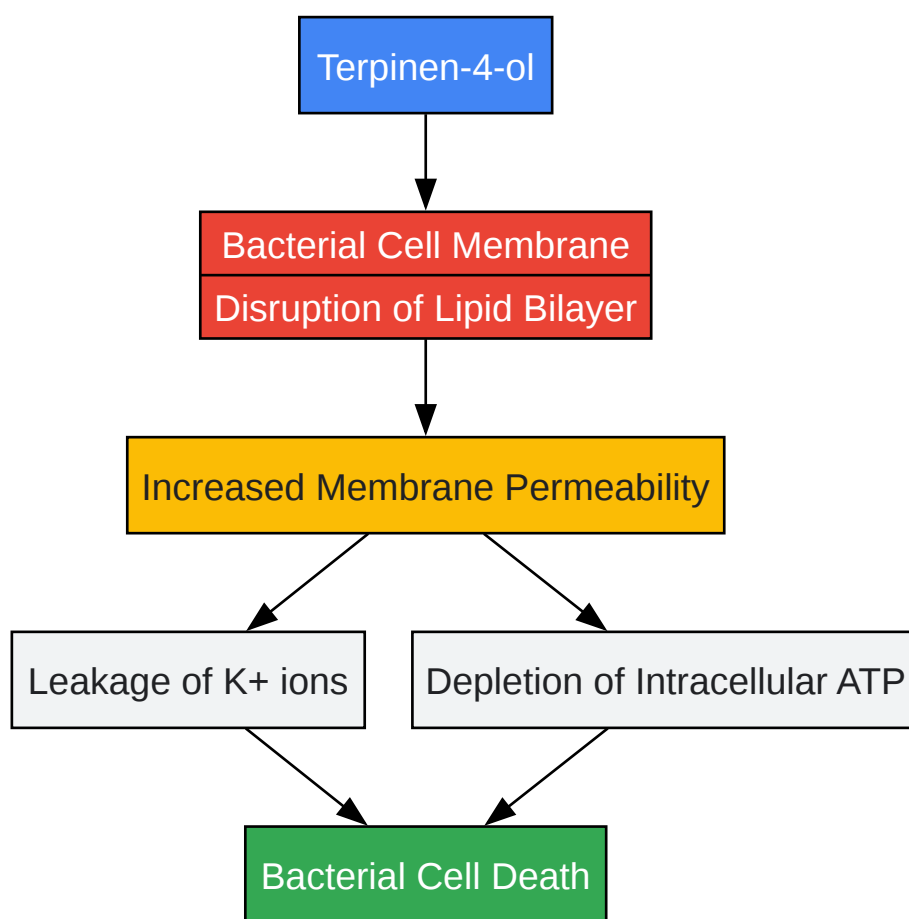 Terpinen-4-ol
Bacterial Cell Membrane
Disruption of Lipid Bilayer
Increased Membrane Permeability
Leakage of K+ ions
Depletion of Intracellular ATP
Bacterial Cell Death